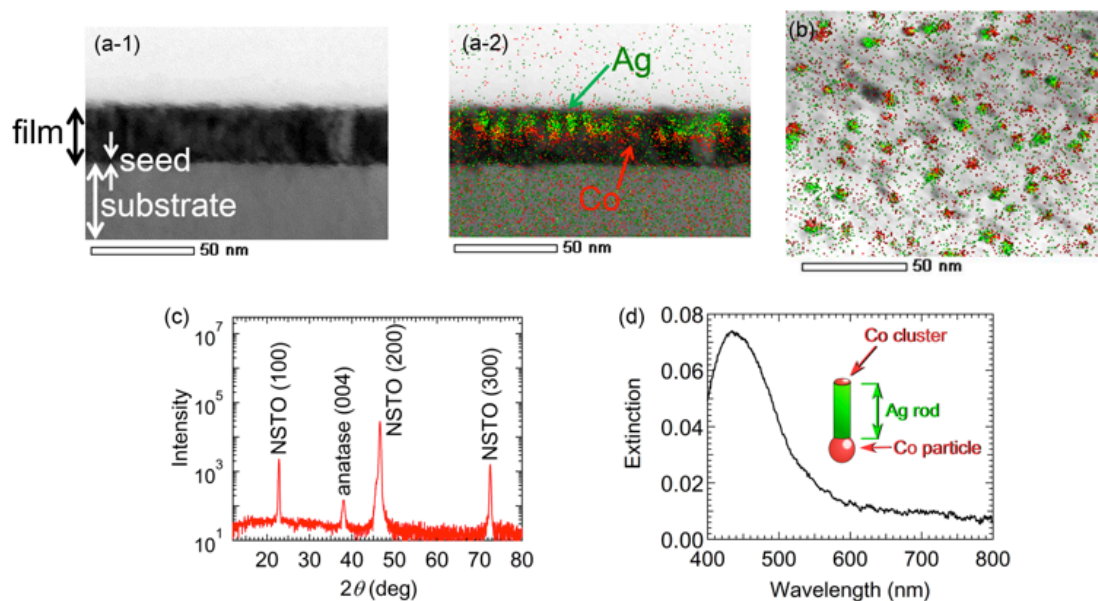 (a-1)
film
seed
substrate
50 nm
(a-2)
Ag
Co
50 nm
(b)
50 nm
(c)
Intensity
10^7
10^5
10^3
10^1
NSTO (100)
anatase (004)
NSTO (200)
NSTO (300)
20 30 40 50 60 70 80
2θ (deg)
(d)
Extinction
0.08
0.06
0.04
0.02
0.00
Co cluster
Ag rod
Co particle
400 500 600 700 800
Wavelength (nm)